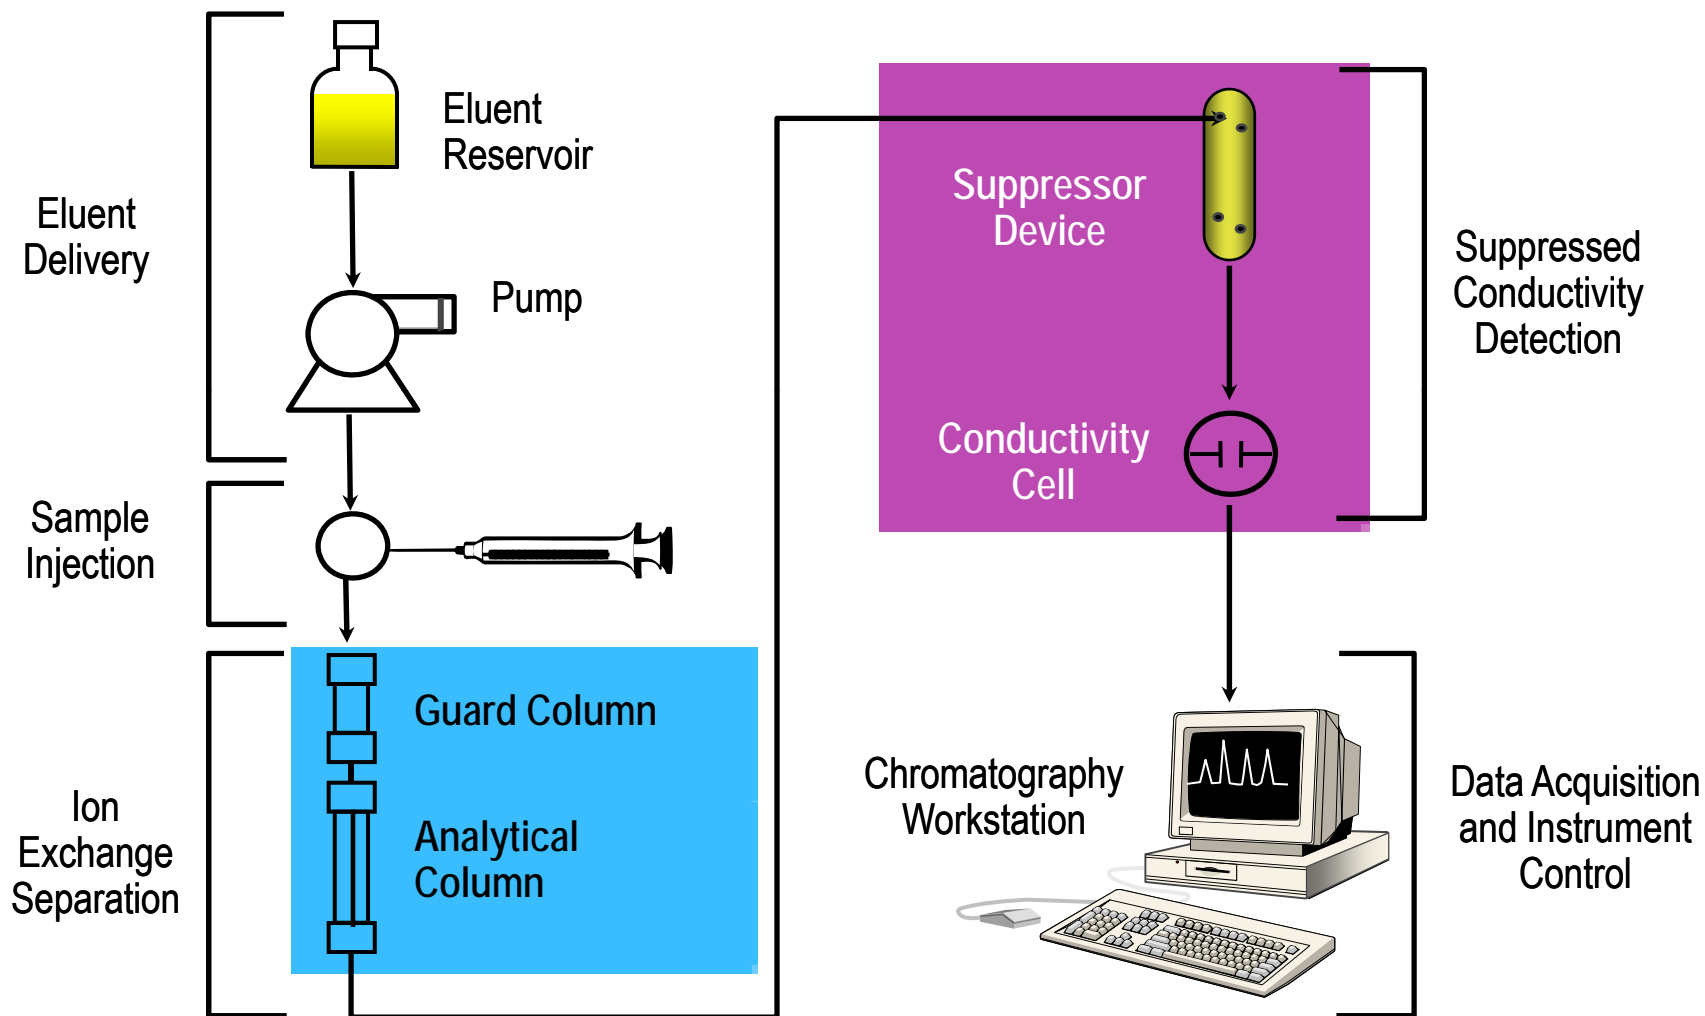 Eluent
Reservoir
Eluent
Delivery
Pump
Sample
Injection
Guard Column
Analytical
Column
Ion
Exchange
Separation
Suppressor
Device
Conductivity
Cell
Suppressed
Conductivity
Detection
Chromatography
Workstation
Data Acquisition
and Instrument
Control